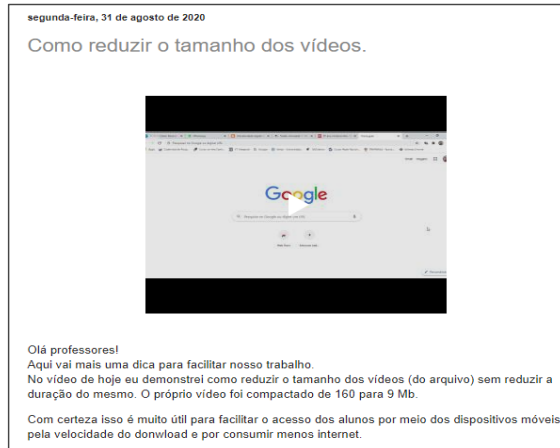 segunda-feira, 31 de agosto de 2020
Como reduzir o tamanho dos vídeos.
Google
Olá professores!
Aqui vai mais uma dica para facilitar nosso trabalho.
No vídeo de hoje eu demonstrei como reduzir o tamanho dos vídeos (do arquivo) sem reduzir a
duração do mesmo. O próprio vídeo foi compactado de 160 para 9 Mb.
Com certeza isso é muito útil para facilitar o acesso dos alunos por meio dos dispositivos móveis
pela velocidade do donwload e por consumir menos internet.